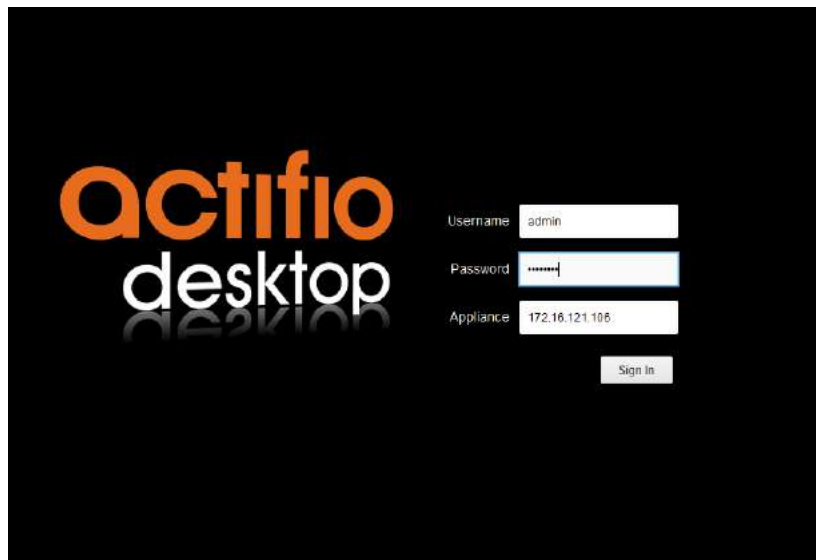 actifio
desktop
Username admin
Password ••••••••
Appliance 172.16.121.106
Sign In